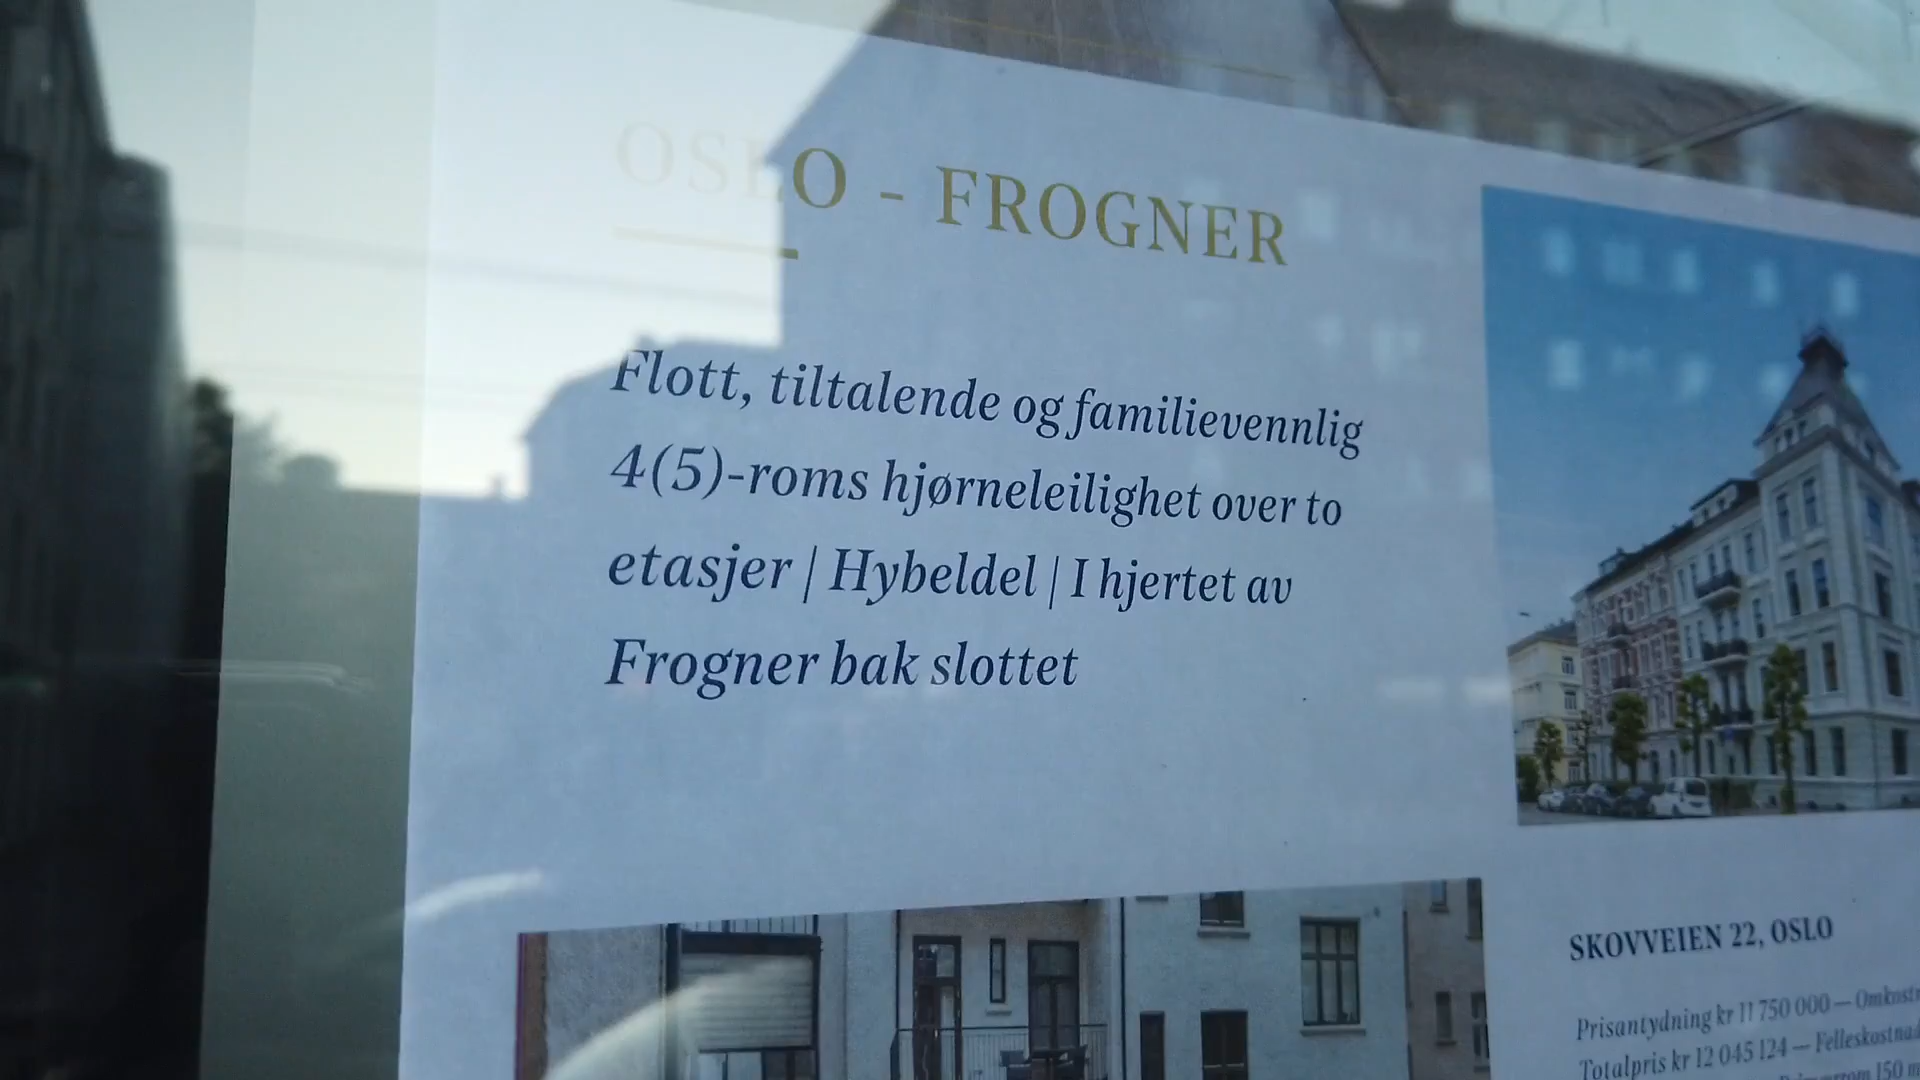 OSLO - FROGNER
Flott, tiltalende og familievennlig
4(5)-roms hjørneleilighet over to
etasjer | Hybeldel | I hjertet av
Frogner bak slottet
SKOVVEIEN 22, OSLO
Prisantydning kr 11 750 000 —
Totalpris kr 12 045 124 —
150